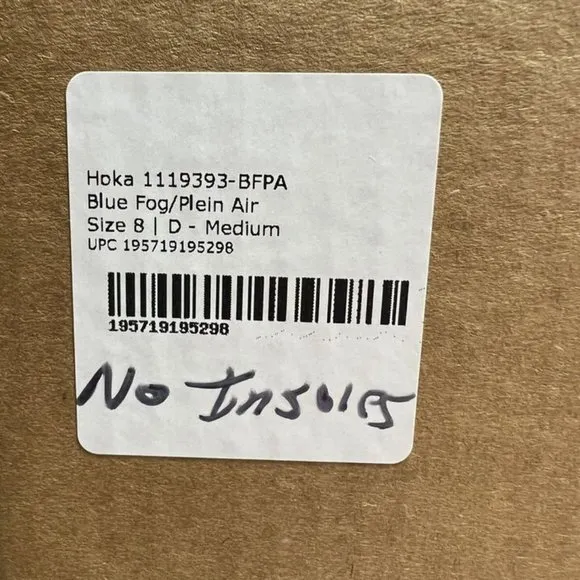 Hoka 1119393-BFPA
Blue Fog/Plein Air
Size 8 | D - Medium
UPC 195719195298
195719195298
No Insoles